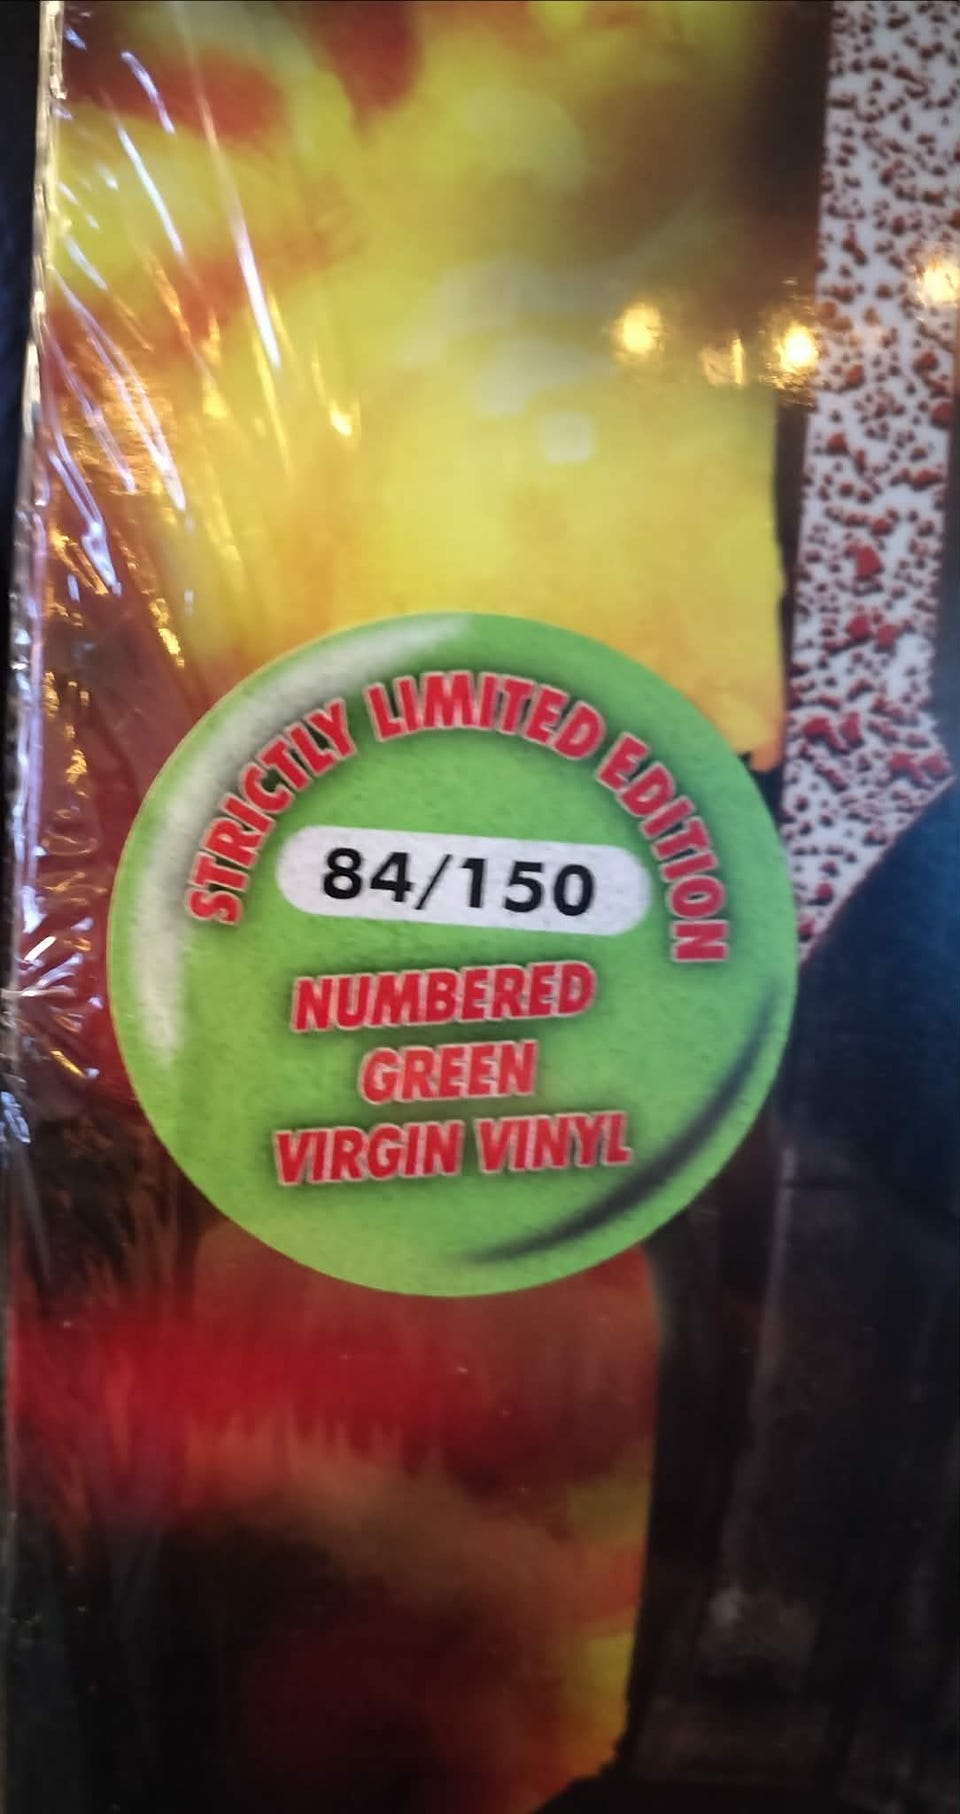 STRICTLY LIMITED EDITION
84/150
NUMBERED
GREEN
VIRGIN VINYL